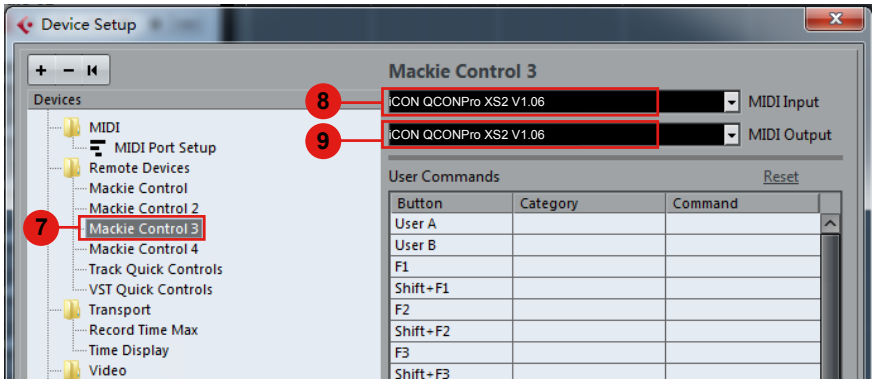 Device Setup
+ −
Mackie Control 3
Devices
8
iCON QCONPro XS2 V1.06
MIDI Input
9
iCON QCONPro XS2 V1.06
MIDI Output
MIDI
MIDI Port Setup
Remote Devices
Mackie Control
Mackie Control 2
7
Mackie Control 3
Mackie Control 4
Track Quick Controls
VST Quick Controls
Transport
Record Time Max
Time Display
Video
User Commands
Reset
Button Category Command
User A
User B
F1
Shift+F1
F2
Shift+F2
F3
Shift+F3